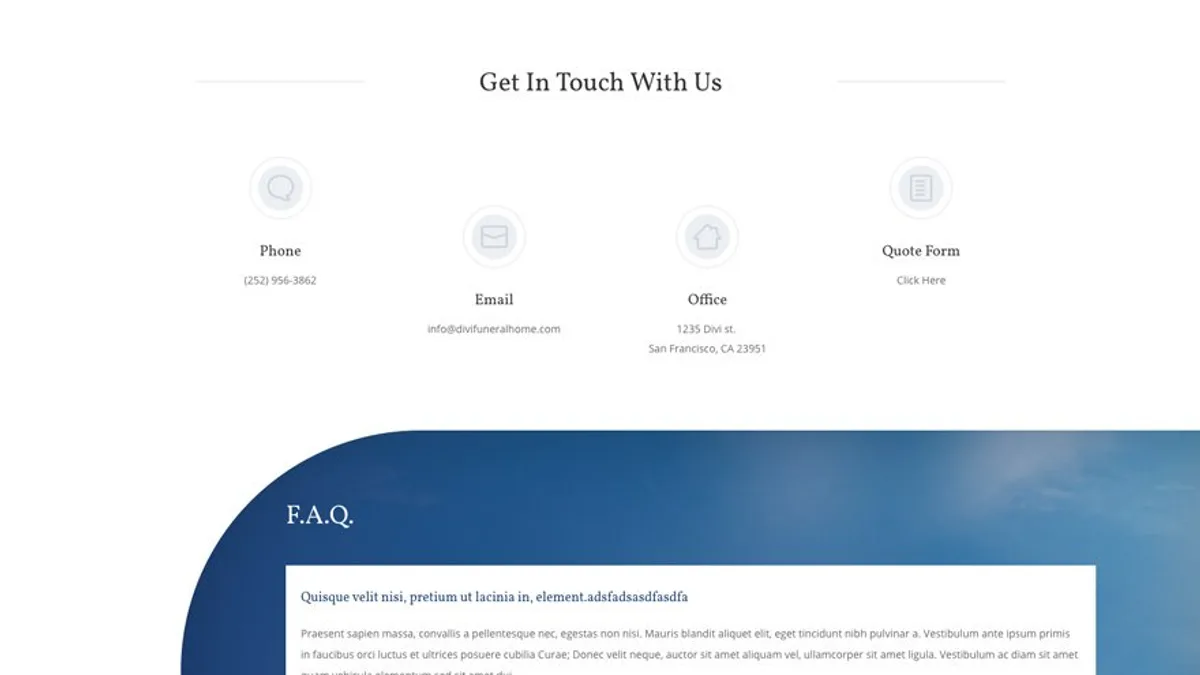 Get In Touch With Us
Phone
(252) 956-3862
Email
info@divifuneralhome.com
Office
1235 Divi st.
San Francisco, CA 23951
Quote Form
Click Here
F.A.Q.
Quisque velit nisi, pretium ut lacinia in, element.adsfadsasdfasdfa
Praesent sapien massa, convallis a pellentesque nec, egestas non nisi. Mauris blandit aliquet elit, eget tincidunt nibh pulvinar a. Vestibulum ante ipsum primis
in faucibus orci luctus et ultrices posuere cubilia Curae; Donec velit neque, auctor sit amet aliquam vel, ullamcorper sit amet ligula. Vestibulum ac diam sit amet